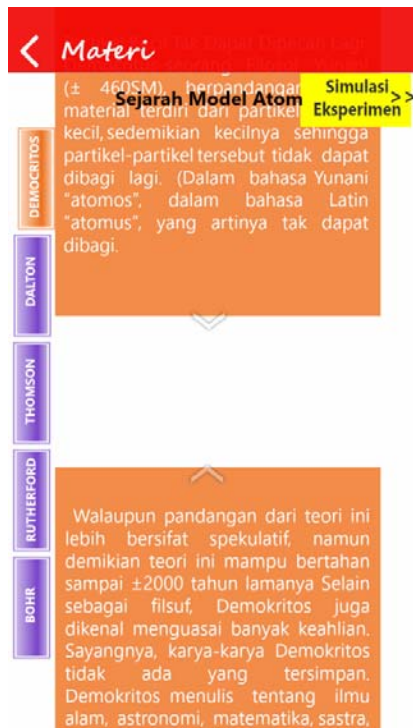 Materi
(± 460SM), berpandangan
Sejarah Model Atom
Simulasi
Eksperimen >>
material terdiri dari partikel
kecil, sedemikian kecilnya sehingga
partikel-partikel tersebut tidak dapat
dibagi lagi. (Dalam bahasa Yunani
"atomos", dalam bahasa Latin
"atomus", yang artinya tak dapat
dibagi.
DEMOCRITOS
DALTON
THOMSON
RUTHERFORD
BOHR
Walaupun pandangan dari teori ini
lebih bersifat spekulatif, namun
demikian teori ini mampu bertahan
sampai ±2000 tahun lamanya Selain
sebagai filsuf, Demokritos juga
dikenal menguasai banyak keahlian.
Sayangnya, karya-karya Demokritos
tidak ada yang tersimpan.
Demokritos menulis tentang ilmu
alam, astronomi, matematika, sastra,